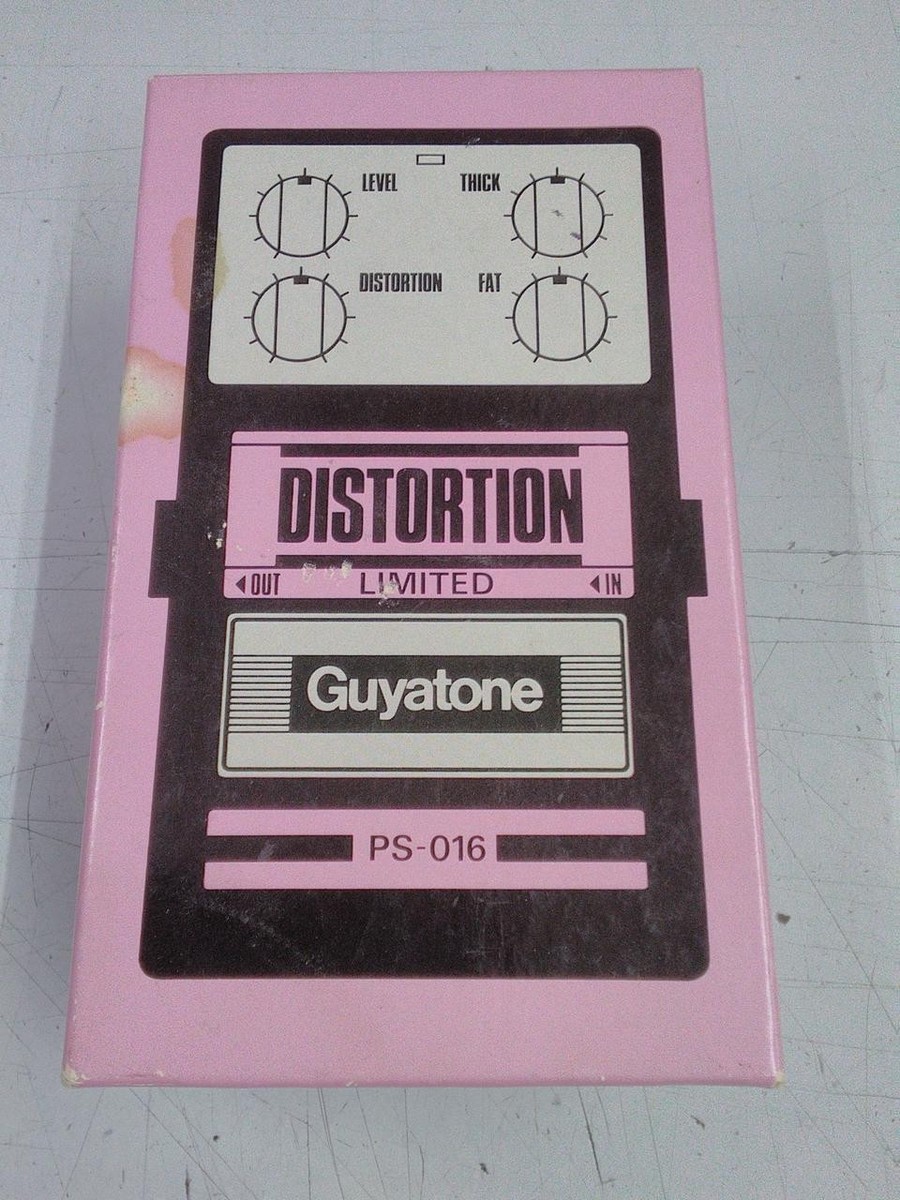 LEVEL THICK
DISTORTION FAT
DISTORTION
OUT LIMITED IN
Guyatone
PS-016